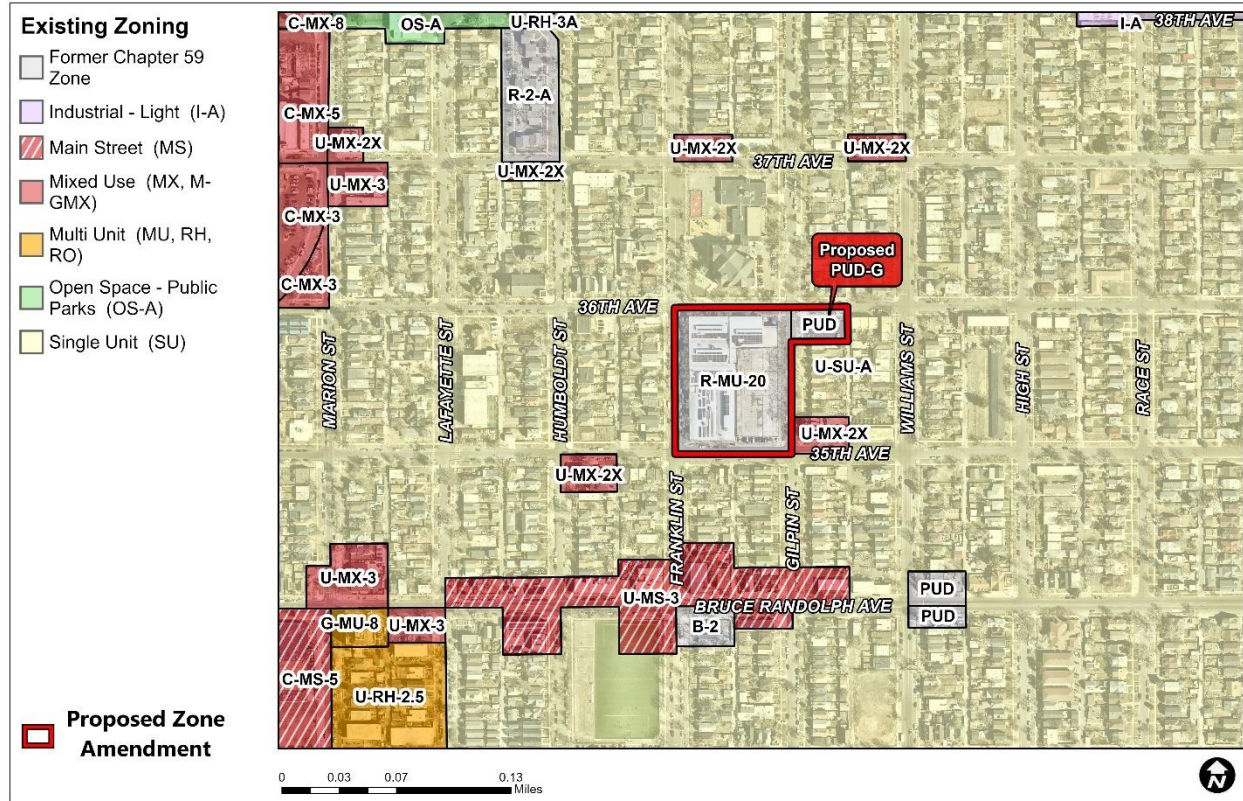 Existing Zoning
Former Chapter 59
Zone
Industrial - Light (I-A)
Main Street (MS)
Mixed Use (MX, M-
GMX)
Multi Unit (MU, RH,
RO)
Open Space - Public
Parks (OS-A)
Single Unit (SU)
Proposed Zone
Amendment
C-MX-8
OS-A
U-RH-3A
I-A
38TH AVE
R-2-A
C-MX-5
U-MX-2X
U-MX-2X
U-MX-2X
37TH AVE
U-MX-2X
U-MX-3
C-MX-3
Proposed
PUD-G
C-MX-3
36TH AVE
PUD
MARION ST
LAFAYETTE ST
HUMBOLDT ST
R-MU-20
U-SU-A
WILLIAMS ST
HIGH ST
RACE ST
U-MX-2X
35TH AVE
U-MX-2X
FRANKLIN ST
GILPIN ST
U-MX-3
U-MS-3
BRUCE RANDOLPH AVE
PUD
PUD
G-MU-8
U-MX-3
B-2
C-MS-5
U-RH-2.5
0 0.03 0.07 0.13
Miles
N